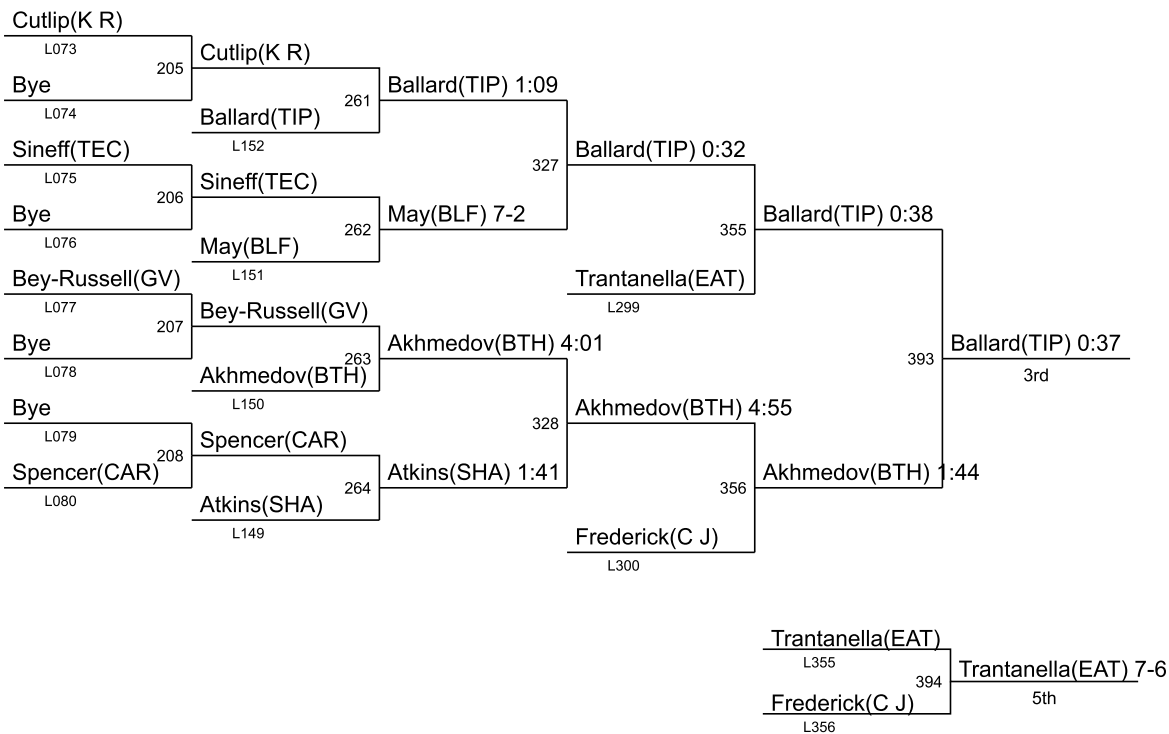 Cutlip(K R)
L073
205
Cutlip(K R)
Bye
L074
261
Ballard(TIP) 1:09
Ballard(TIP)
L152
Sineff(TEC)
L075
327
Ballard(TIP) 0:32
206
Sineff(TEC)
Bye
L076
262
May(BLF) 7-2
355
Ballard(TIP) 0:38
May(BLF)
L151
Bey-Russell(GV)
L077
Trantanella(EAT)
L299
207
Bey-Russell(GV)
Bye
L078
263
Akhmedov(BTH) 4:01
393
Ballard(TIP) 0:37
3rd
Akhmedov(BTH)
L150
Bye
L079
328
Akhmedov(BTH) 4:55
208
Spencer(CAR)
Spencer(CAR)
L080
264
Atkins(SHA) 1:41
356
Akhmedov(BTH) 1:44
Atkins(SHA)
L149
Frederick(C J)
L300
Trantanella(EAT)
L355
394
Trantanella(EAT) 7-6
5th
Frederick(C J)
L356